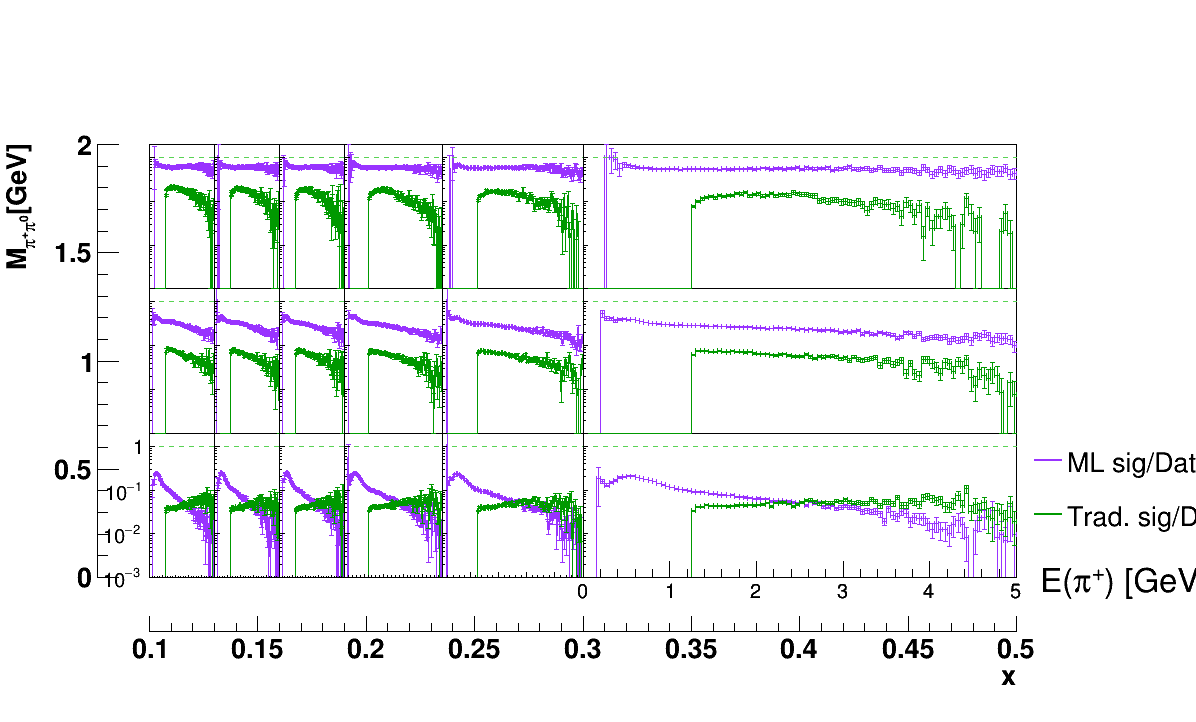 M_{π⁺π⁰} [GeV]
2
1.5
1
0.5
0
1
10⁻¹
10⁻²
10⁻³
ML sig/Dat
Trad. sig/D
0 1 2 3 4 5
E(π⁺) [GeV
0.1 0.15 0.2 0.25 0.3 0.35 0.4 0.45 0.5
x